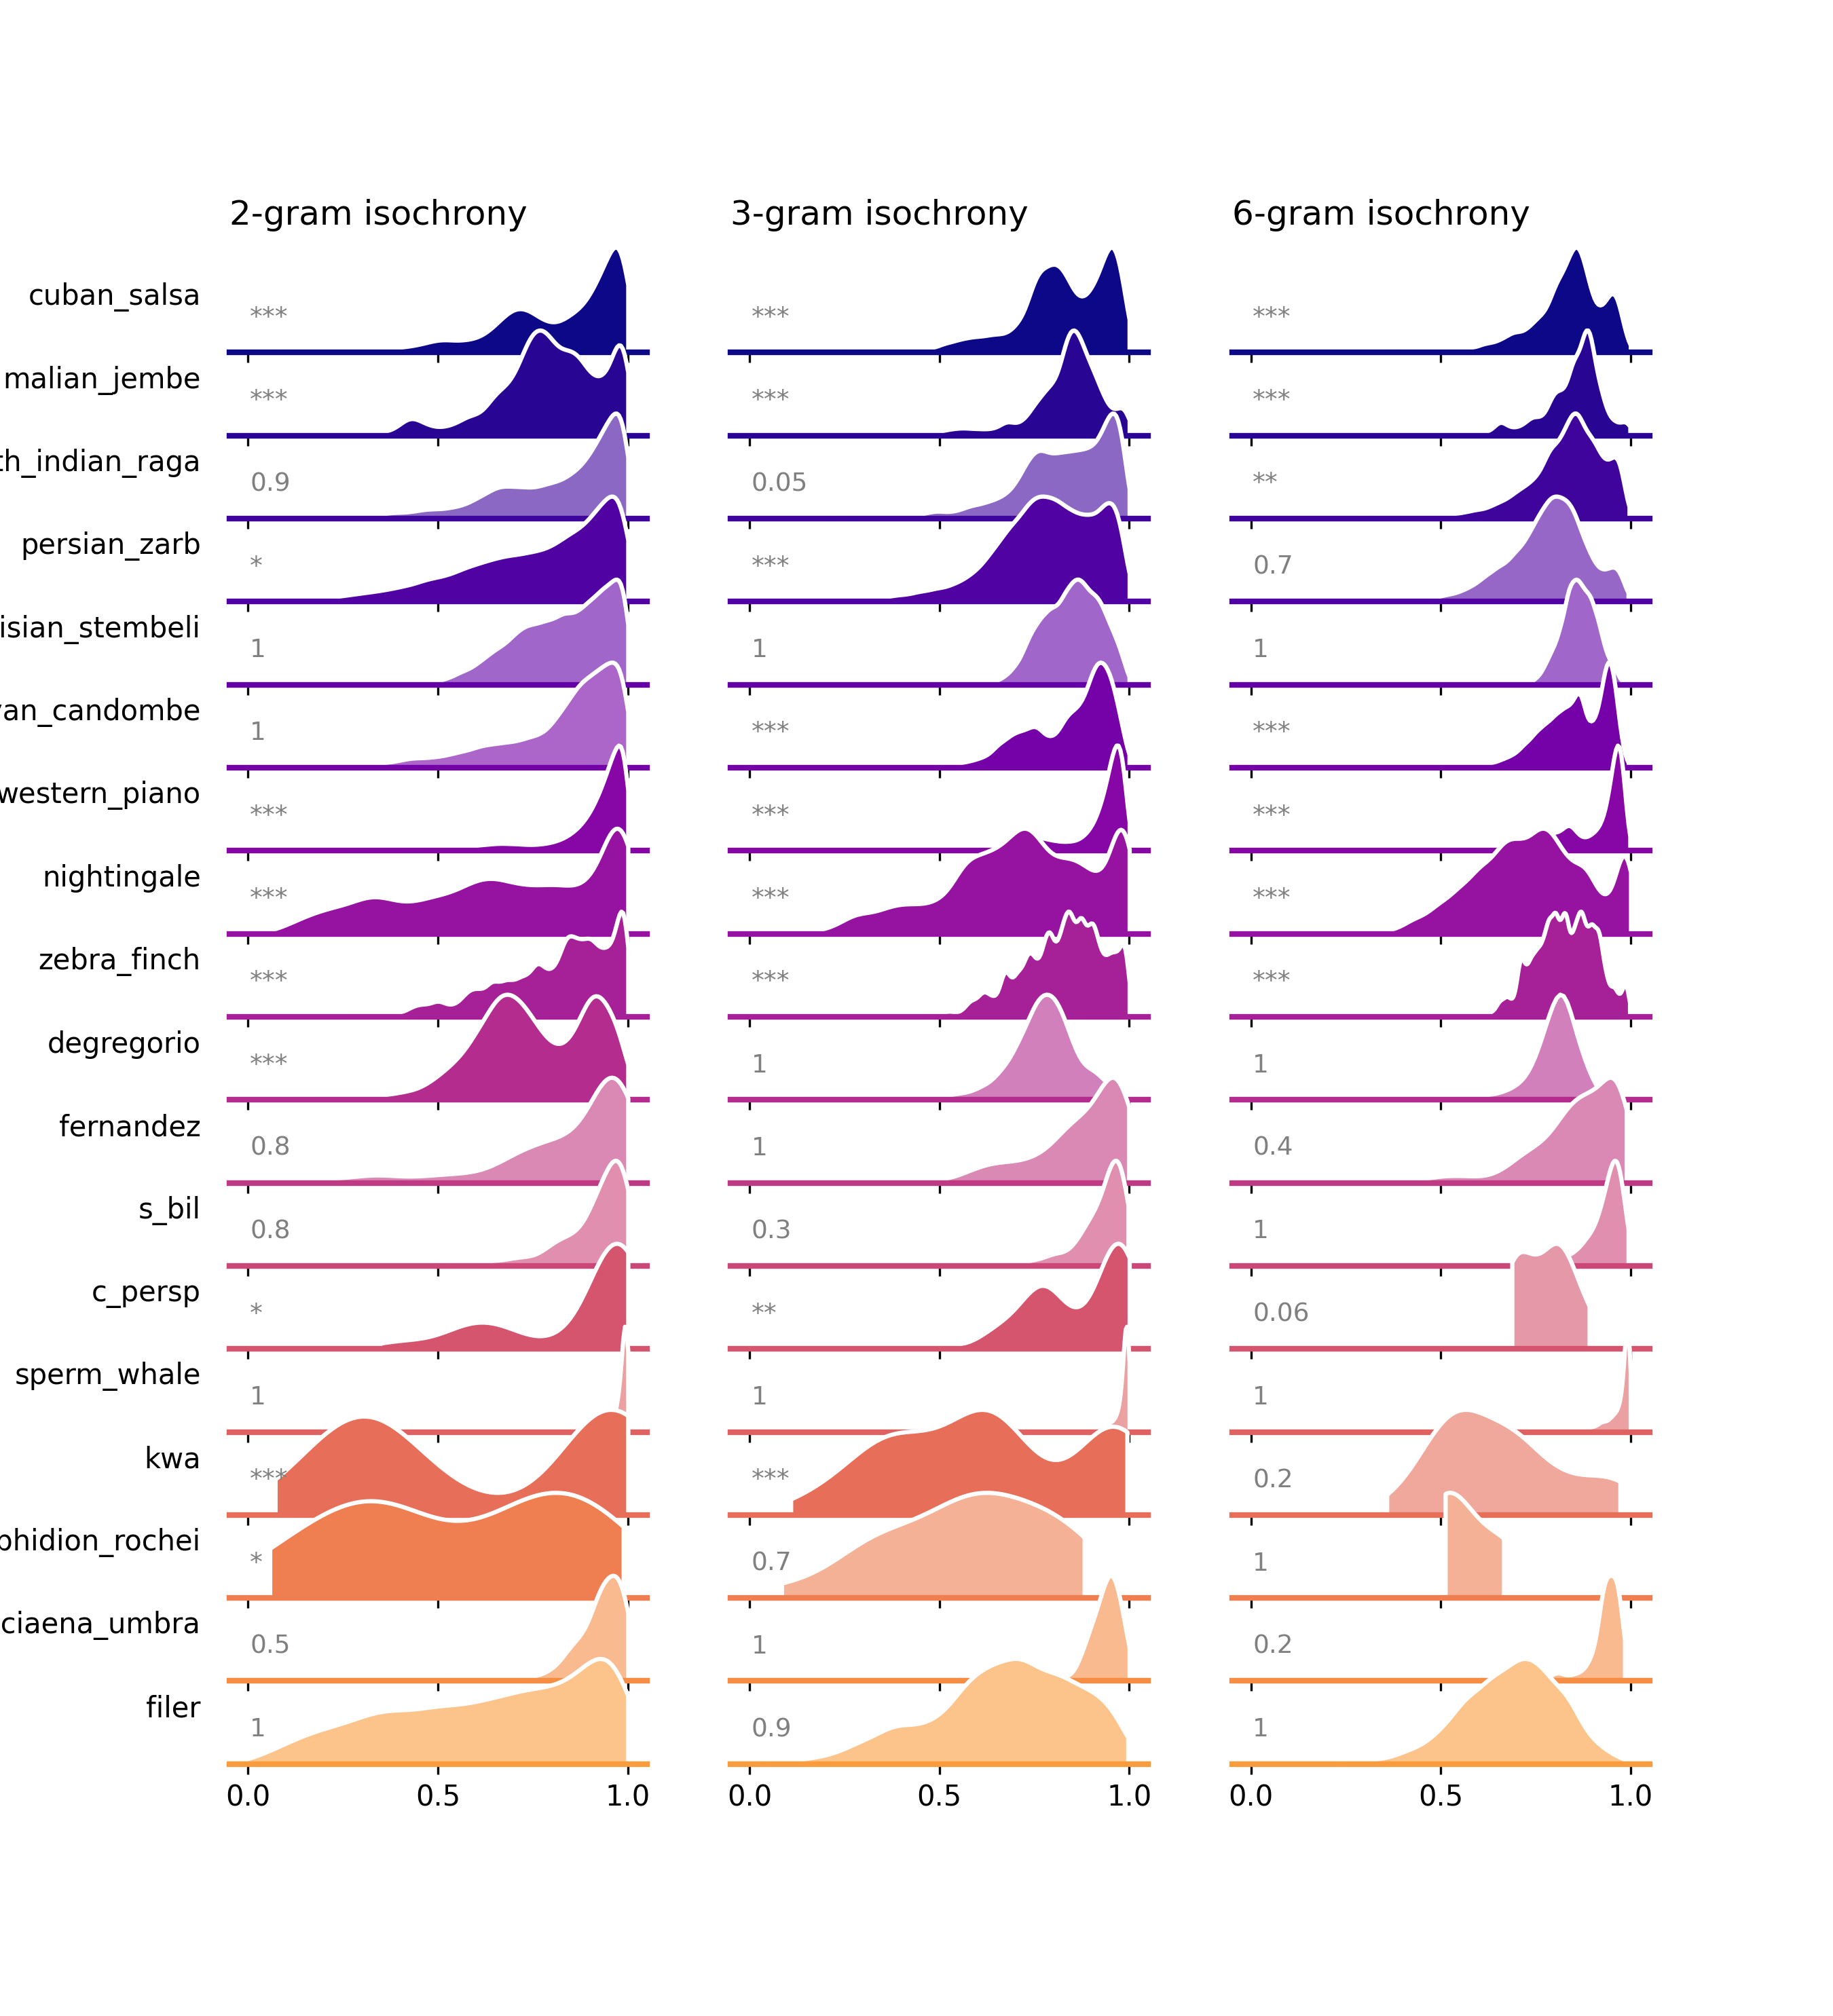 2-gram isochrony 3-gram isochrony 6-gram isochrony
cuban_salsa *** *** ***
malian_jembe *** *** ***
th_indian_raga 0.9 0.05 **
persian_zarb * *** 0.7
isian_stembeli 1 1 1
van_candombe 1 *** ***
western_piano *** *** ***
nightingale *** *** ***
zebra_finch *** *** ***
degregorio *** 1 1
fernandez 0.8 1 0.4
s_bil 0.8 0.3 1
c_persp * ** 0.06
sperm_whale 1 1 1
kwa *** *** 0.2
phidion_rochei * 0.7 1
ciaena_umbra 0.5 1 0.2
filer 1 0.9 1
0.0 0.5 1.0 0.0 0.5 1.0 0.0 0.5 1.0